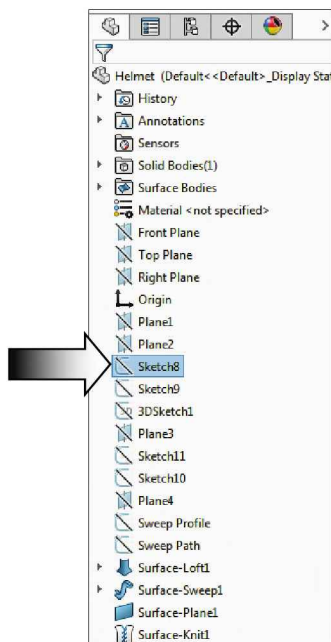 Helmet (Default<<Default>_Display Sta
History
Annotations
Sensors
Solid Bodies(1)
Surface Bodies
Material <not specified>
Front Plane
Top Plane
Right Plane
Origin
Plane1
Plane2
Sketch8
Sketch9
3DSketch1
Plane3
Sketch11
Sketch10
Plane4
Sweep Profile
Sweep Path
Surface-Loft1
Surface-Sweep1
Surface-Plane1
Surface-Knit1